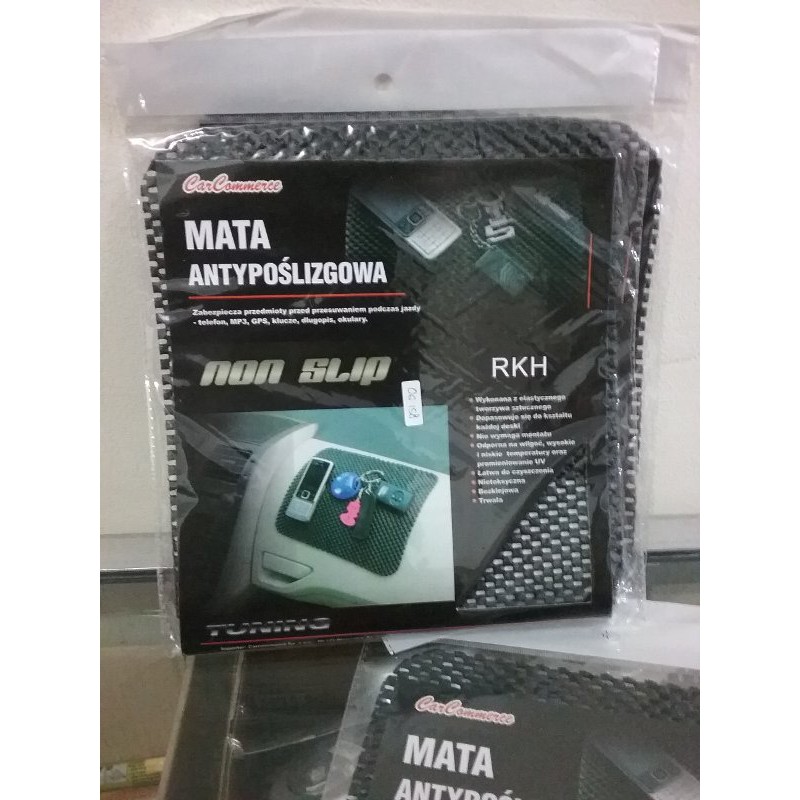 CarCommerce
MATA
ANTYPOŚLIZGOWA
Zabezpiecza przedmioty przed przesuwaniem podczas jazdy
- telefon, MP3, GPS, klucze, długopis, okulary.
non slip
RKH
Wykonana z elastycznego
tworzywa sztucznego
Dopasowuje się do kształtu
każdej deski
Nie wymaga montażu
Odporna na wilgoć, wysokie
i niskie temperatury oraz
promieniowanie UV
Łatwa do czyszczenia
Nietoksyczna
Bezklejowa
Trwała
TUNING
CarCommerce
MATA